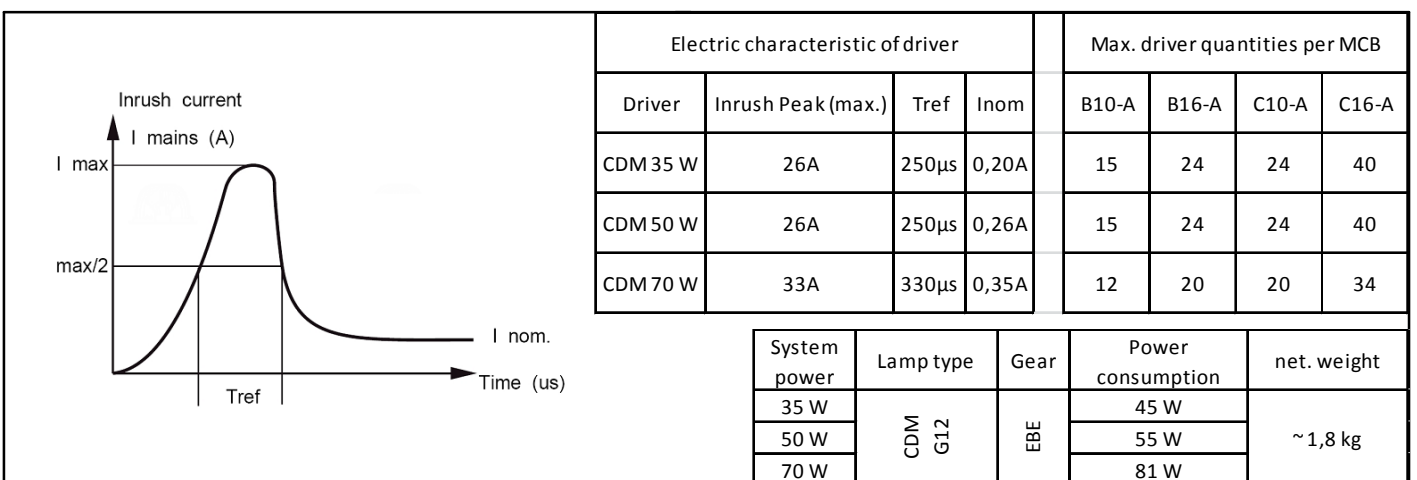 Inrush current
I mains (A)
I max
max/2
I nom.
Time (us)
Tref
Electric characteristic of driver Max. driver quantities per MCB
Driver Inrush Peak (max.) Tref Inom B10-A B16-A C10-A C16-A
CDM 35 W 26A 250µs 0,20A 15 24 24 40
CDM 50 W 26A 250µs 0,26A 15 24 24 40
CDM 70 W 33A 330µs 0,35A 12 20 20 34
System power Lamp type Gear Power consumption net. weight
35 W CDM G12 EBE 45 W ~1,8 kg
50 W 55 W
70 W 81 W